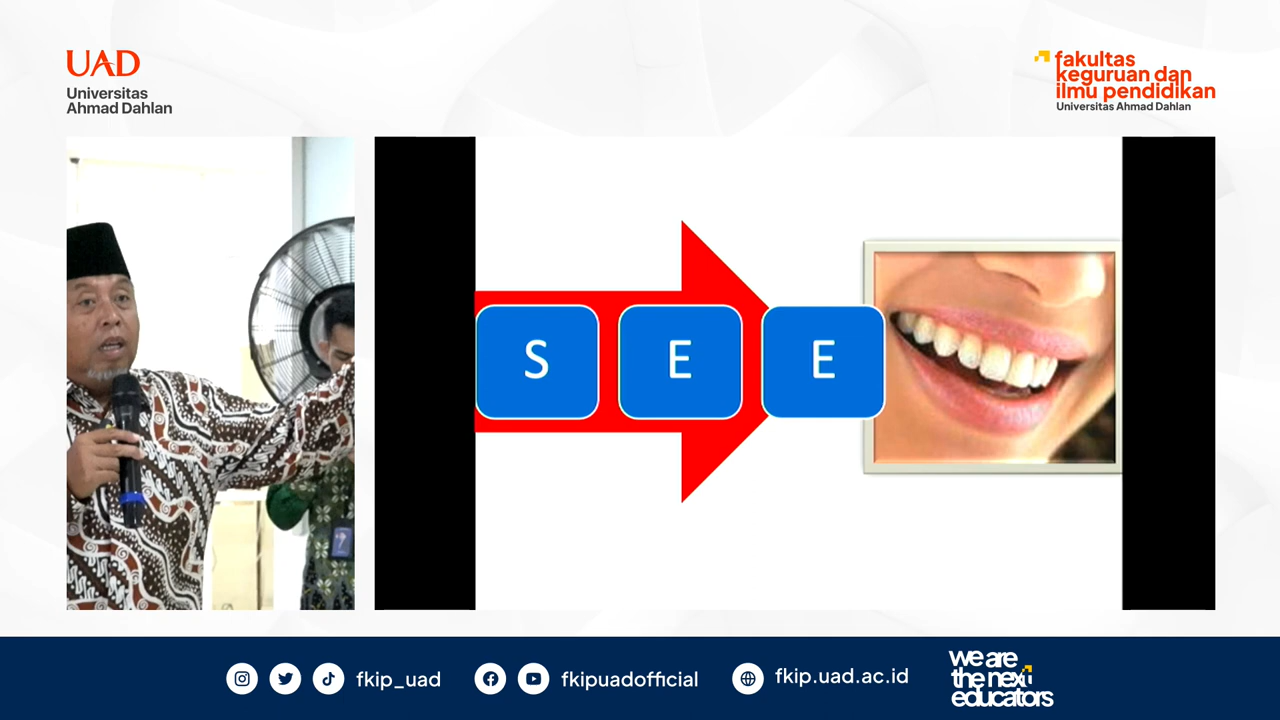 UAD
Universitas
Ahmad Dahlan
fakultas
keguruan dan
ilmu pendidikan
Universitas Ahmad Dahlan
S E E
fkip_uad
fkipuadofficial
fkip.uad.ac.id
we are
the next
educators